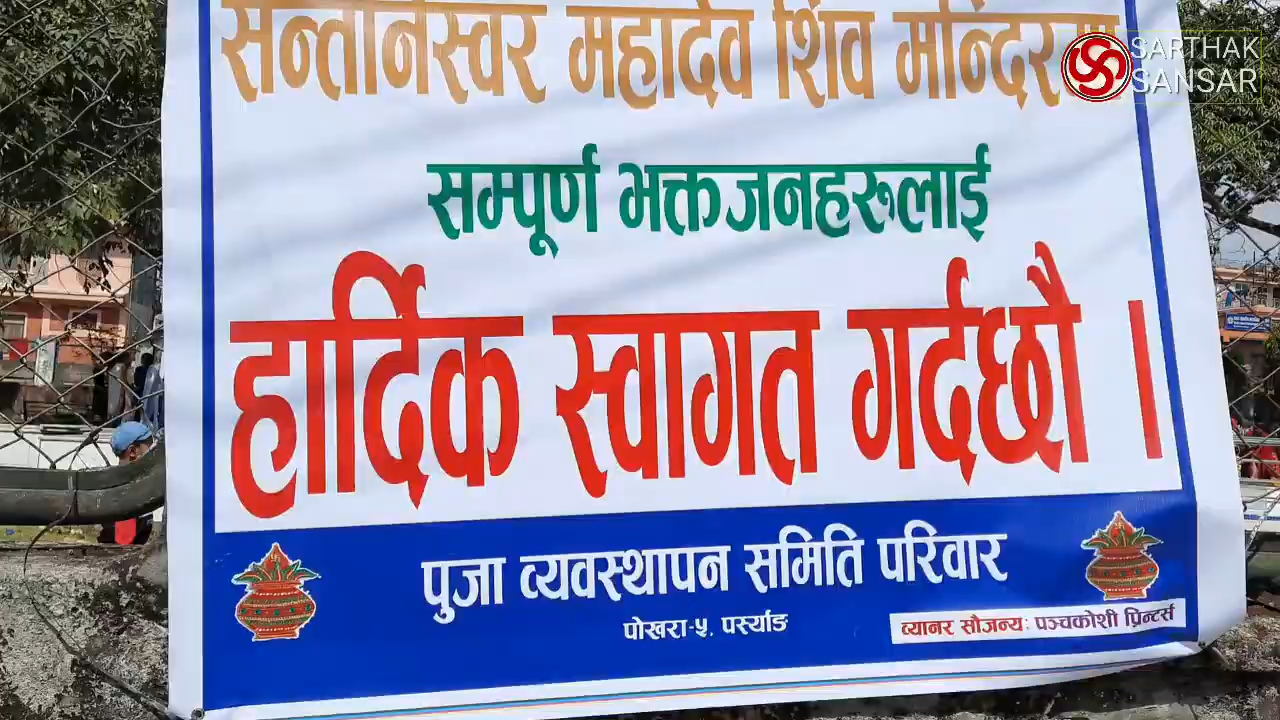 सन्तानेस्वर महादेव शिव मन्दिरमा
SARTHAK
SANSAR
सम्पूर्ण भक्तजनहरूलाई
हार्दिक स्वागत गर्दछौ ।
पुजा व्यवस्थापन समिति परिवार
पोखरा-५, पर्स्याङ
व्यानर सौजन्यः पञ्चकोशी प्रिन्टर्स